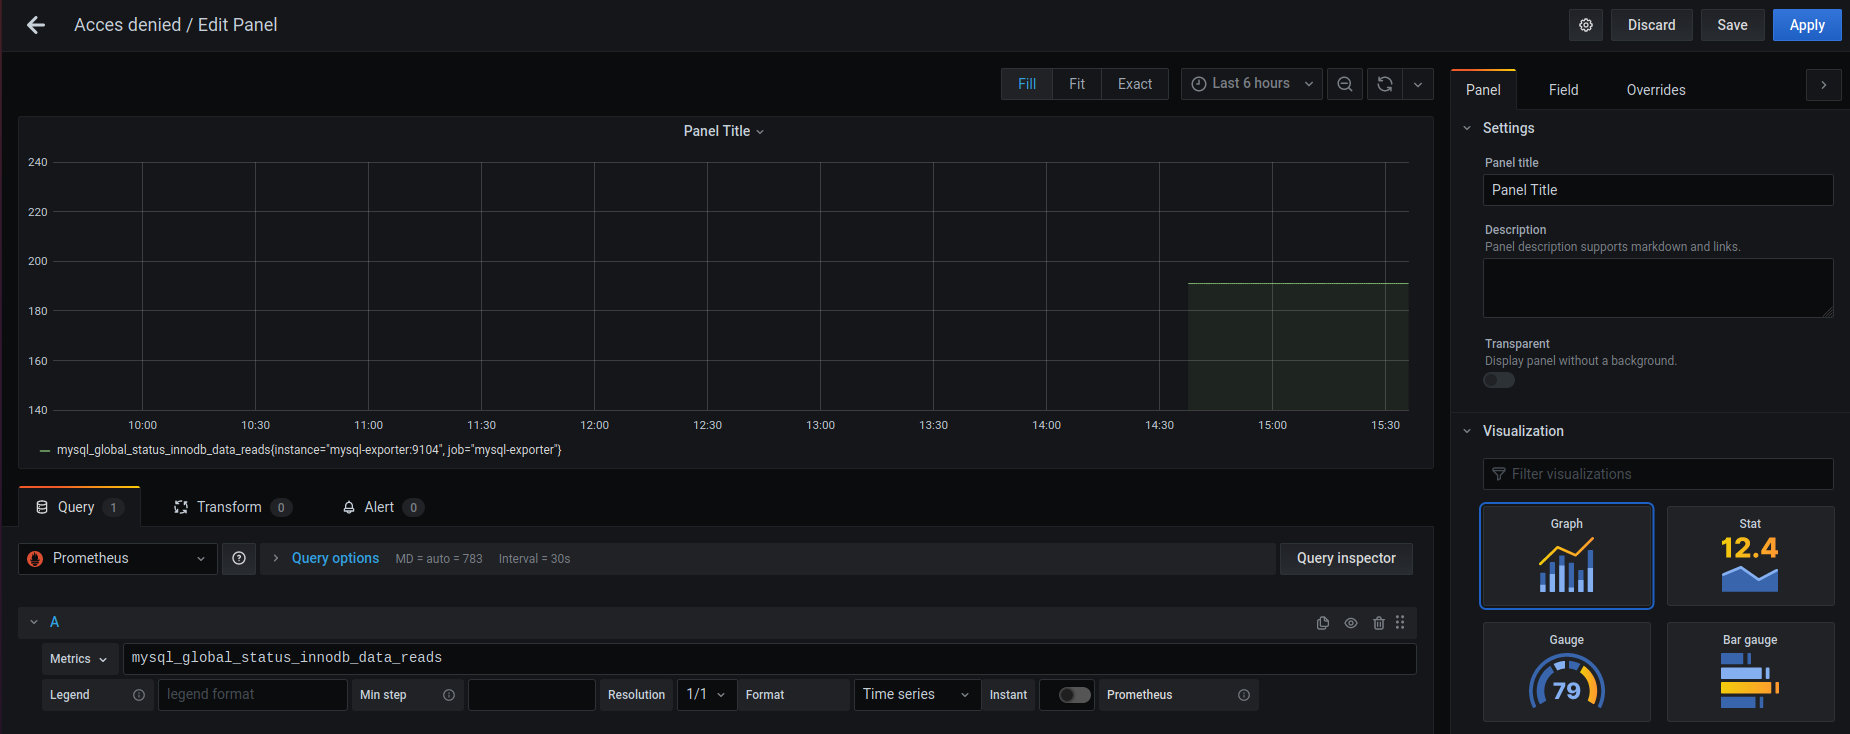 Acces denied / Edit Panel
Discard
Save
Apply
Fill
Fit
Exact
Last 6 hours
Panel Title
240
220
200
180
160
140
10:00
10:30
11:00
11:30
12:00
12:30
13:00
13:30
14:00
14:30
15:00
15:30
mysql_global_status_innodb_data_reads{instance="mysql-exporter:9104", job="mysql-exporter"}
Query 1
Transform 0
Alert 0
Prometheus
Query options
MD = auto = 783
Interval = 30s
Query inspector
A
Metrics
mysql_global_status_innodb_data_reads
Legend
legend format
Min step
Resolution
1/1
Format
Time series
Instant
Prometheus
Panel
Field
Overrides
Settings
Panel title
Panel Title
Description
Panel description supports markdown and links.
Transparent
Display panel without a background.
Visualization
Filter visualizations
Graph
Stat
12.4
Gauge
79
Bar gauge